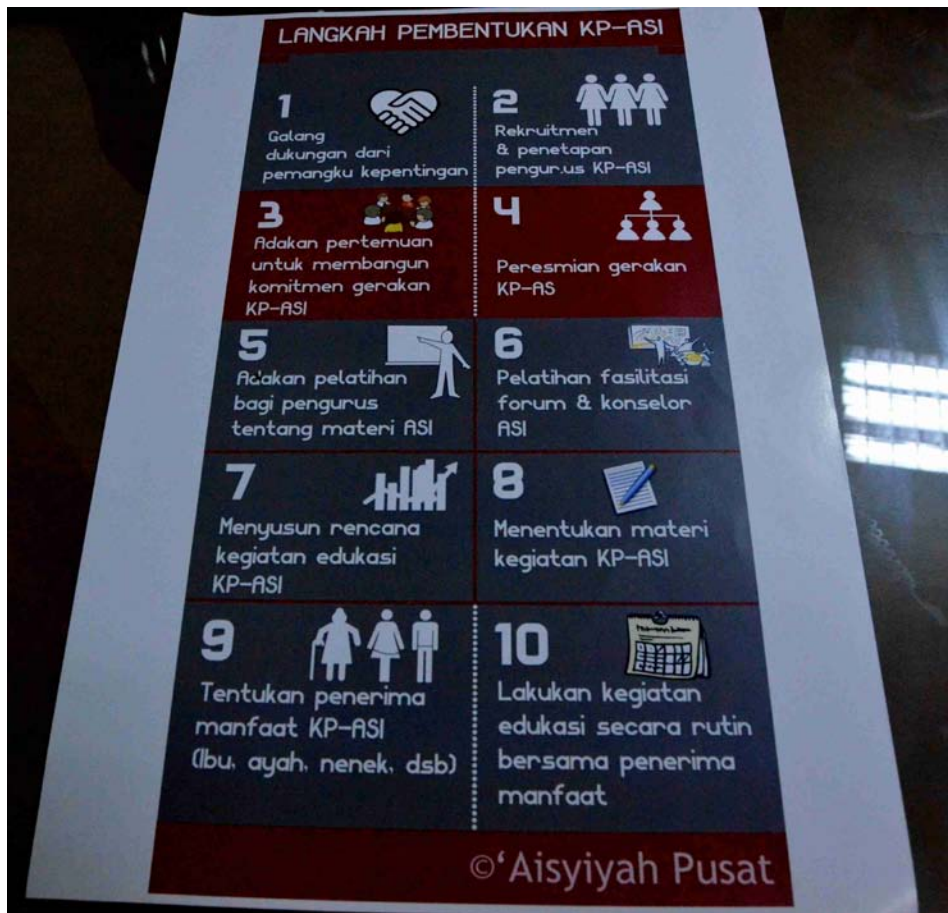 LANGKAH PEMBENTUKAN KP-ASI
1
Galang
dukungan dari
pemangku kepentingan
2
Rekruitmen
& penetapan
pengurus KP-ASI
3
Adakan pertemuan
untuk membangun
komitmen gerakan
KP-ASI
4
Peresmian gerakan
KP-AS
5
Adakan pelatihan
bagi pengurus
tentang materi ASI
6
Pelatihan fasilitasi
forum & konselor
ASI
7
Menyusun rencana
kegiatan edukasi
KP-ASI
8
Menentukan materi
kegiatan KP-ASI
9
Tentukan penerima
manfaat KP-ASI
(Ibu, ayah, nenek, dsb)
10
Lakukan kegiatan
edukasi secara rutin
bersama penerima
manfaat
©‘Aisyiyah Pusat